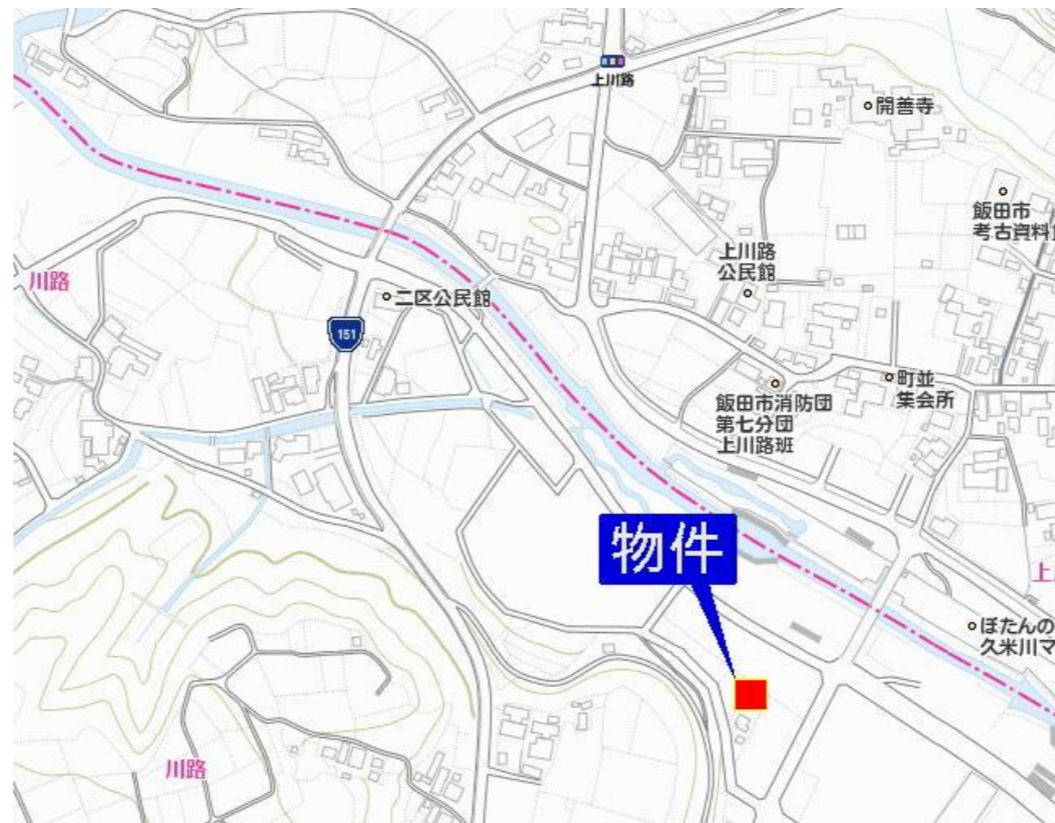 上川路
開善寺
飯田市
考古資料
川路
上川路
公民館
二区公民館
151
町並
集会所
飯田市消防団
第七分団
上川路班
物件
上
ぼたんの
久米川マ
川路